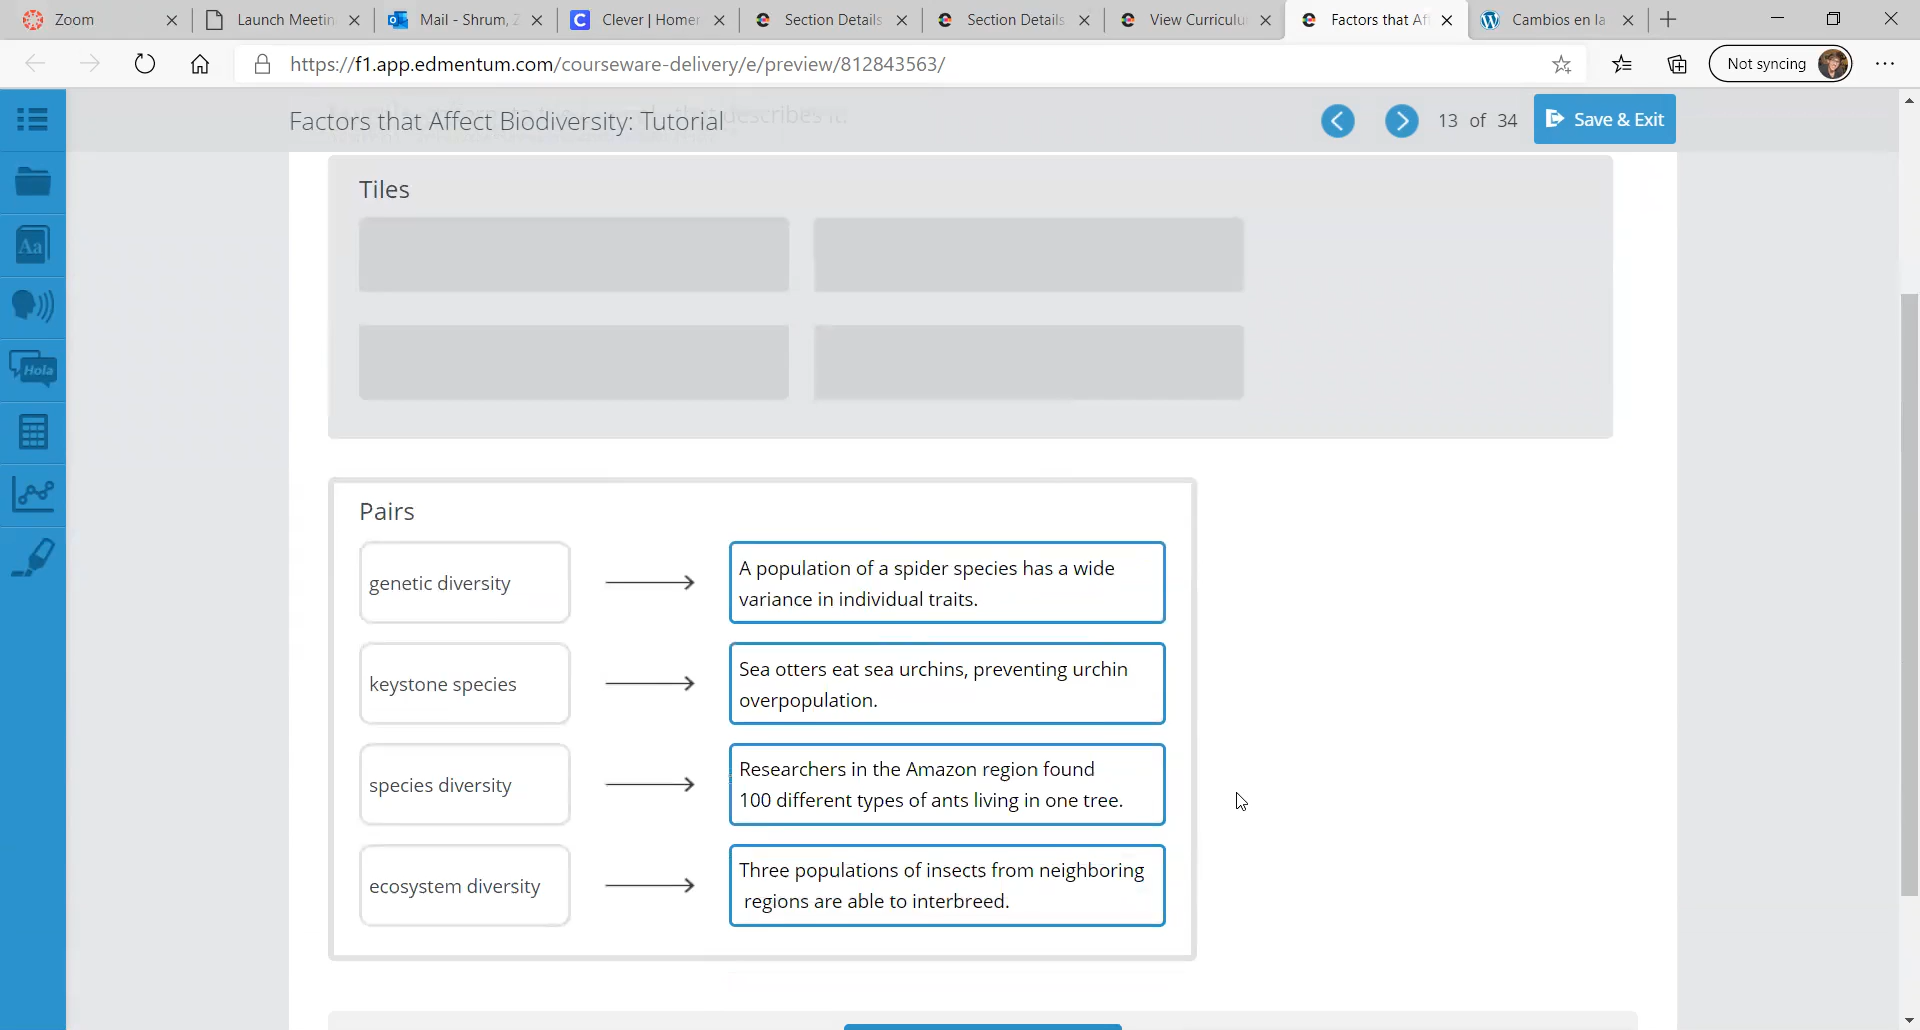 Zoom
Launch Meetin
Mail - Shrum, Z
Clever | Homer
Section Details
Section Details
View Curriculu
Factors that Af
Cambios en la
https://f1.app.edmentum.com/courseware-delivery/e/preview/812843563/
Not syncing
Factors that Affect Biodiversity: Tutorial
describes it.
13 of 34
Save & Exit
Aa
Hola
Tiles
Pairs
genetic diversity
A population of a spider species has a wide
variance in individual traits.
keystone species
Sea otters eat sea urchins, preventing urchin
overpopulation.
species diversity
Researchers in the Amazon region found
100 different types of ants living in one tree.
ecosystem diversity
Three populations of insects from neighboring
regions are able to interbreed.